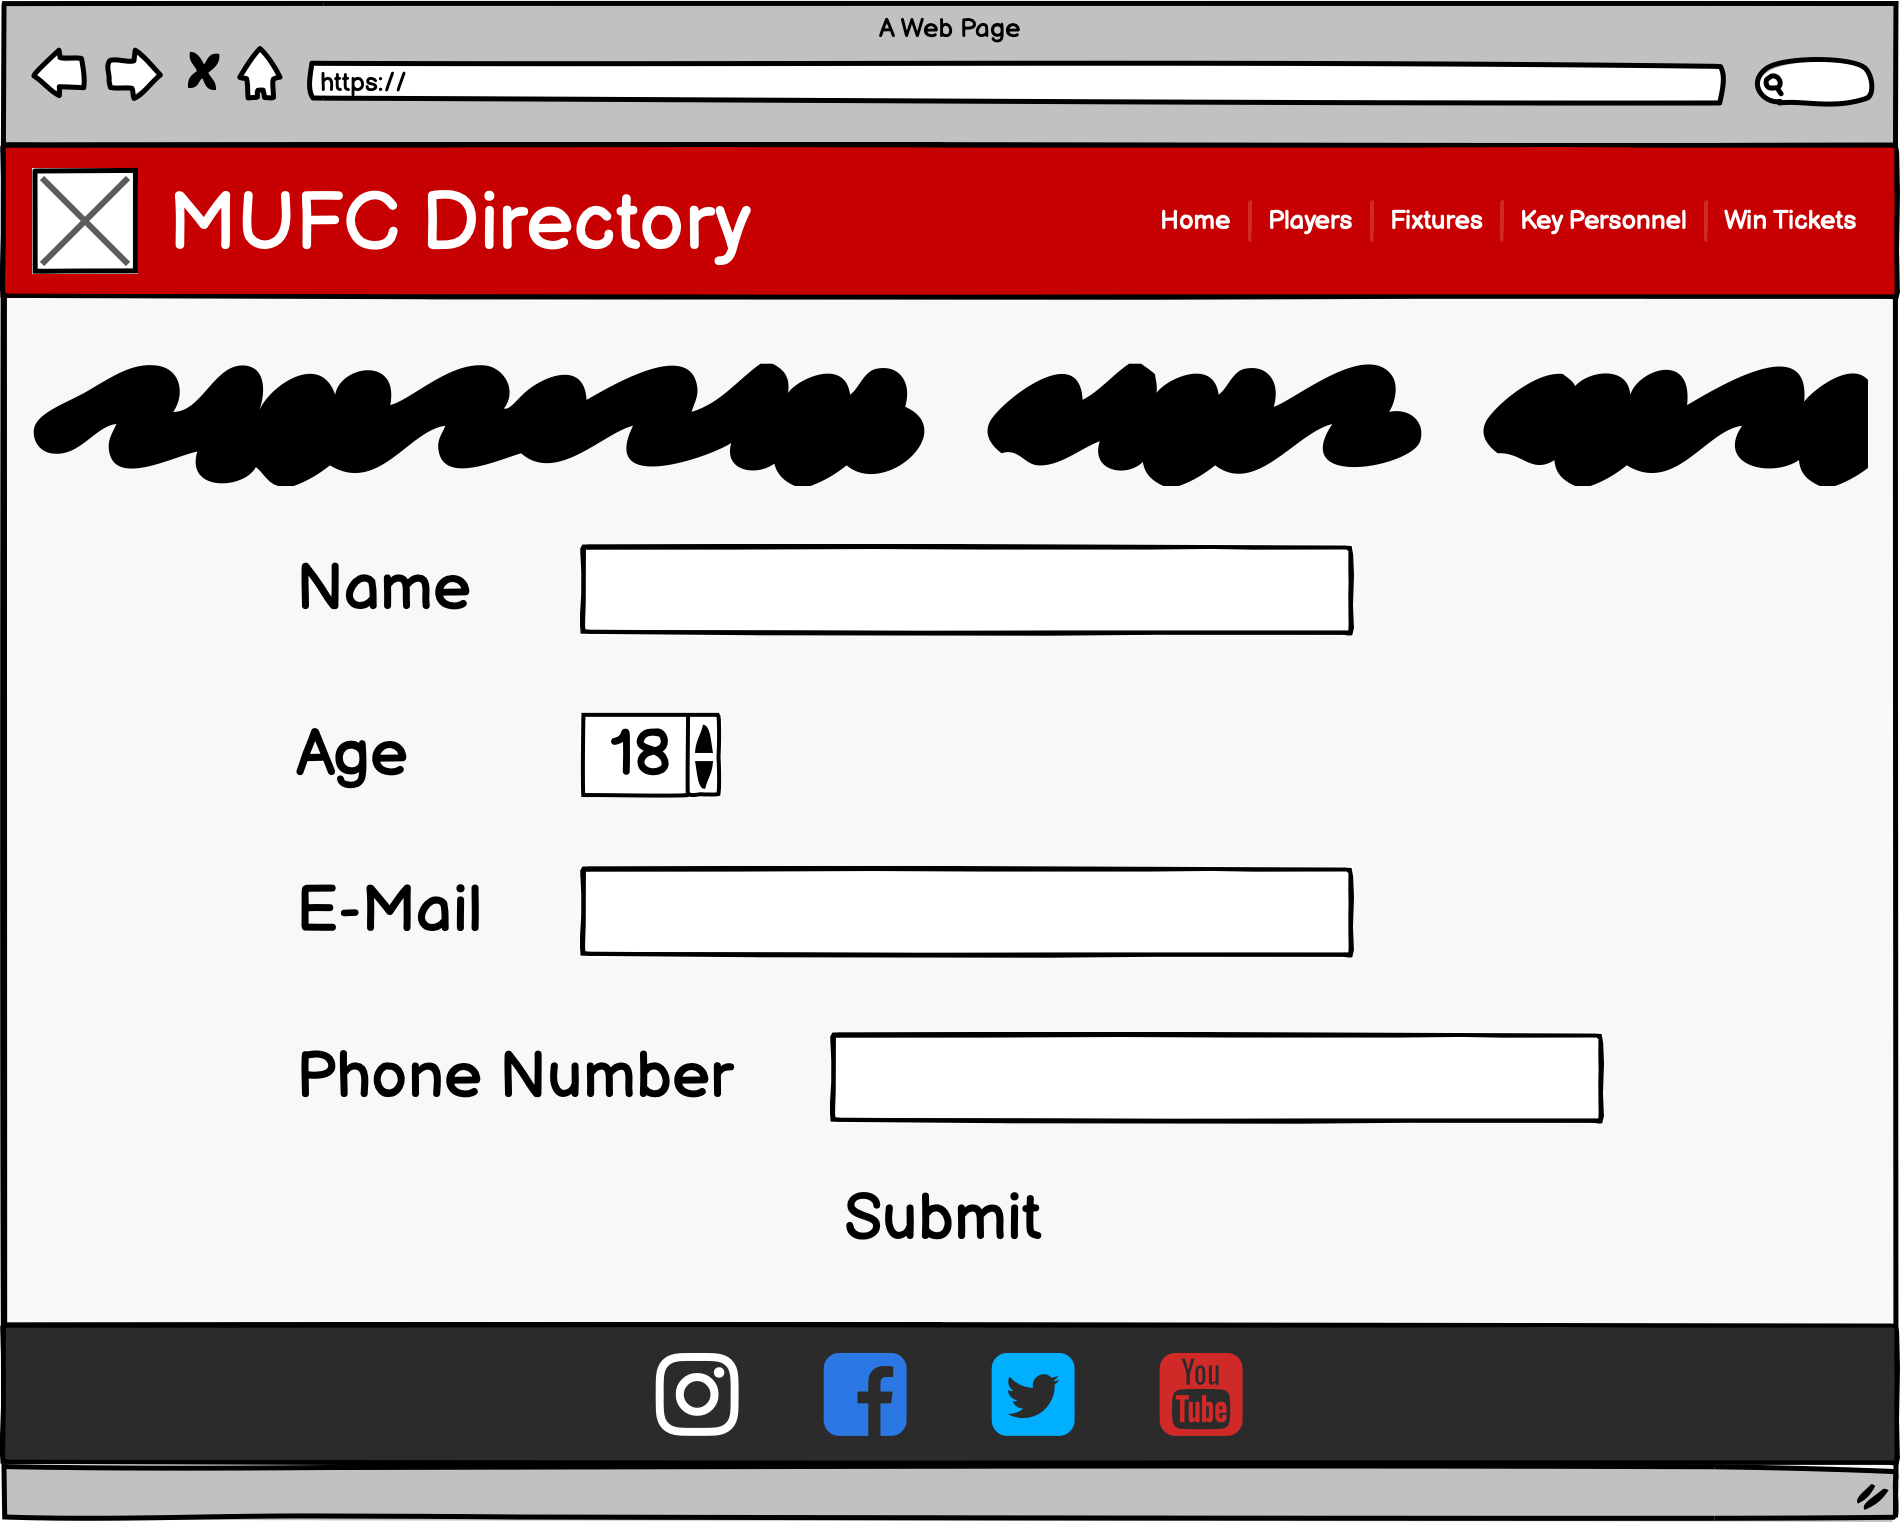 A Web Page
https://
MUFC Directory
Home Players Fixtures Key Personnel Win Tickets
Name
Age 18
E-Mail
Phone Number
Submit
You
Tube